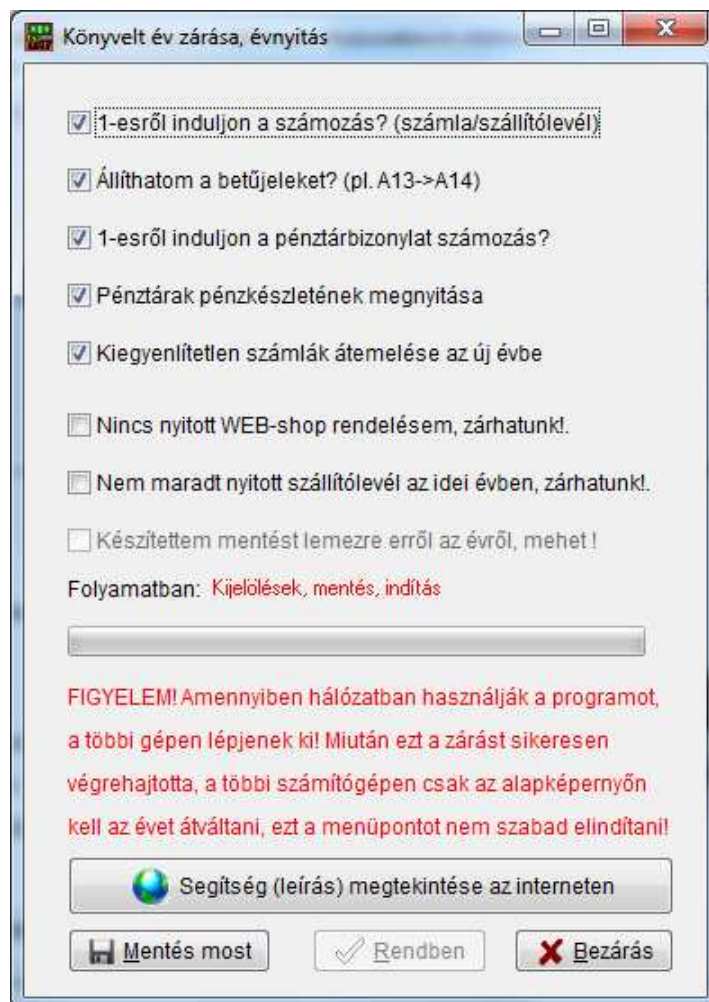 Könyvelt év zárása, évnyitás
1-esről induljon a számozás? (számla/szállítólevél)
Állíthatom a betűjeleket? (pl. A13->A14)
1-esről induljon a pénztárbizonylat számozás?
Pénztárak pénzkészletének megnyitása
Kiegyenlítetlen számlák átemelése az új évbe
Nincs nyitott WEB-shop rendelésem, zárhatunk!.
Nem maradt nyitott szállítólevél az idei évben, zárhatunk!.
Készítettem mentést lemezre erről az évről, mehet !
Folyamatban: Kijelölések, mentés, indítás
FIGYELEM! Amennyiben hálózatban használják a programot,
a többi gépen lépjenek ki! Miután ezt a zárást sikeresen
végrehajtotta, a többi számítógépen csak az alapképernyőn
kell az évet átváltani, ezt a menüpontot nem szabad elindítani!
Segítség (leírás) megtekintése az interneten
Mentés most Rendben Bezárás